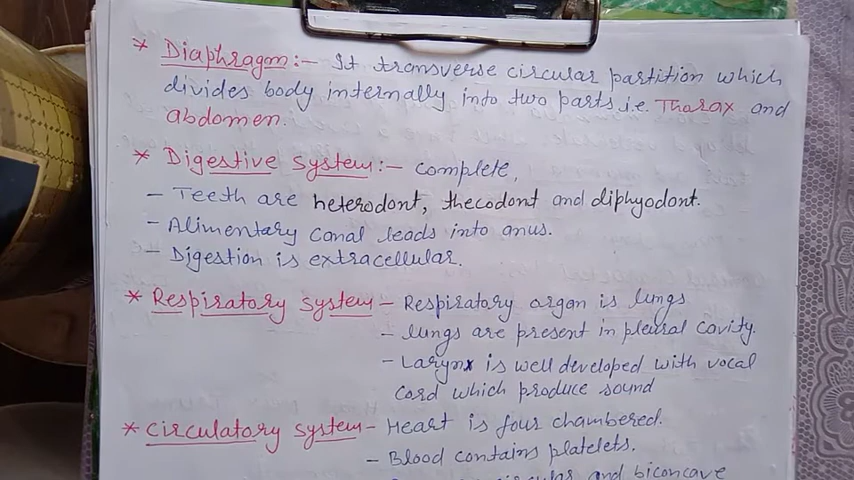 * Diaphragm:- It transverse circular partition which
divides body internally into two parts i.e. Thorax and
abdomen.
* Digestive system:- complete,
- Teeth are heterodont, thecodont and diphyodont.
- Alimentary canal leads into anus.
- Digestion is extracellular.
* Respiratory system - Respiratory organ is lungs
- lungs are present in pleural cavity.
- Larynx is well developed with vocal
Cord which produce sound
* Circulatory system - Heart is four chambered.
- Blood contains platelets.
circular and biconcave